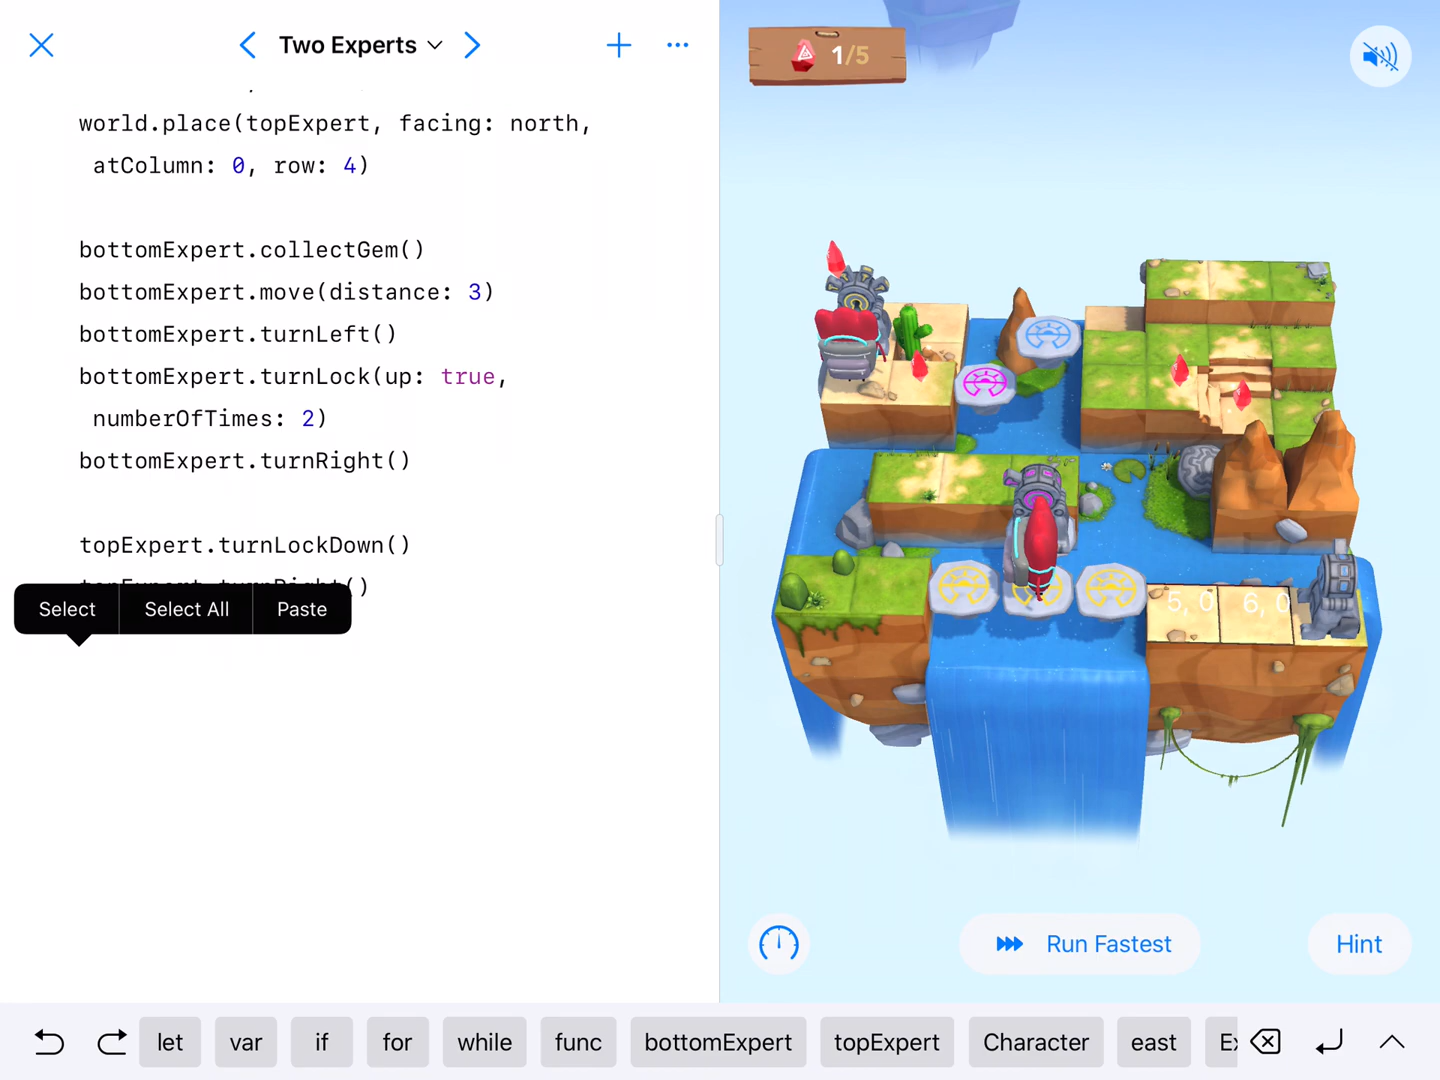 Two Experts
world.place(topExpert, facing: north,
atColumn: 0, row: 4)
bottomExpert.collectGem()
bottomExpert.move(distance: 3)
bottomExpert.turnLeft()
bottomExpert.turnLock(up: true,
numberOfTimes: 2)
bottomExpert.turnRight()
topExpert.turnLockDown()
topExpert.turnRight()
Select Select All Paste
1/5
5, 0 6, 0
Run Fastest
Hint
let var if for while func bottomExpert topExpert Character east